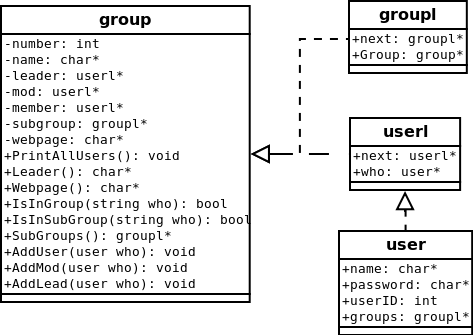 group
-number: int
-name: char*
-leader: userl*
-mod: userl*
-member: userl*
-subgroup: groupl*
-webpage: char*
+PrintAllUsers(): void
+Leader(): char*
+Webpage(): char*
+IsInGroup(string who): bool
+IsInSubGroup(string who): bool
+SubGroups(): groupl*
+AddUser(user who): void
+AddMod(user who): void
+AddLead(user who): void
groupl
+next: groupl*
+Group: group*
userl
+next: userl*
+who: user*
user
+name: char*
+password: char*
+userID: int
+groups: groupl*